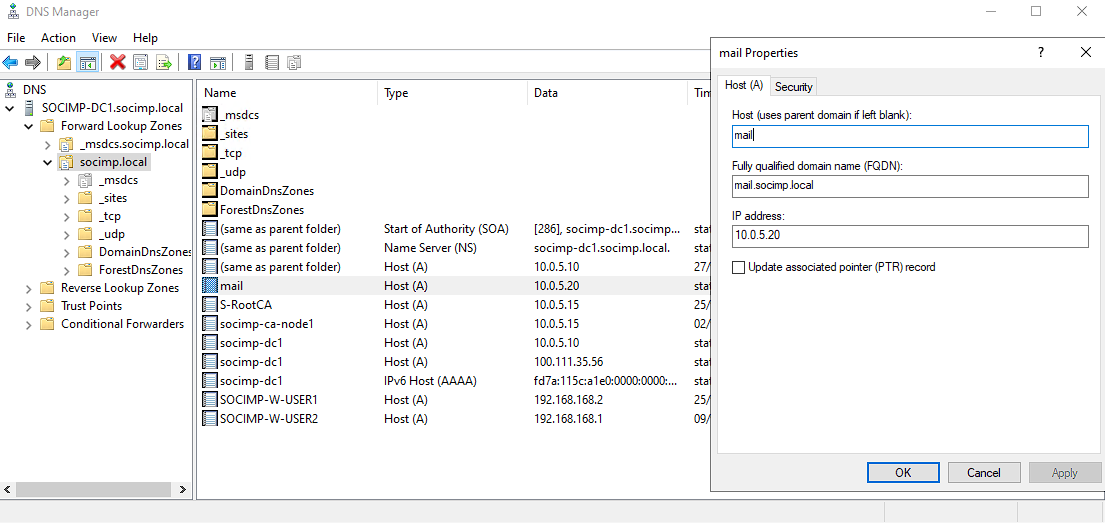 DNS Manager
File Action View Help
DNS
SOCIMP-DC1.socimp.local
Forward Lookup Zones
_msdcs.socimp.local
socimp.local
_msdcs
_sites
_tcp
_udp
DomainDnsZones
ForestDnsZones
Reverse Lookup Zones
Trust Points
Conditional Forwarders
Name Type Data Tim
_msdcs
_sites
_tcp
_udp
DomainDnsZones
ForestDnsZones
(same as parent folder) Start of Authority (SOA) [286], socimp-dc1.socimp... stat
(same as parent folder) Name Server (NS) socimp-dc1.socimp.local. stat
(same as parent folder) Host (A) 10.0.5.10 27/
mail Host (A) 10.0.5.20 stat
S-RootCA Host (A) 10.0.5.15 25/
socimp-ca-node1 Host (A) 10.0.5.15 02/
socimp-dc1 Host (A) 10.0.5.10 stat
socimp-dc1 Host (A) 100.111.35.56 stat
socimp-dc1 IPv6 Host (AAAA) fd7a:115c:a1e0:0000:0000:... stat
SOCIMP-W-USER1 Host (A) 192.168.168.2 25/
SOCIMP-W-USER2 Host (A) 192.168.168.1 09/
mail Properties
Host (A) Security
Host (uses parent domain if left blank):
mail
Fully qualified domain name (FQDN):
mail.socimp.local
IP address:
10.0.5.20
Update associated pointer (PTR) record
OK Cancel Apply